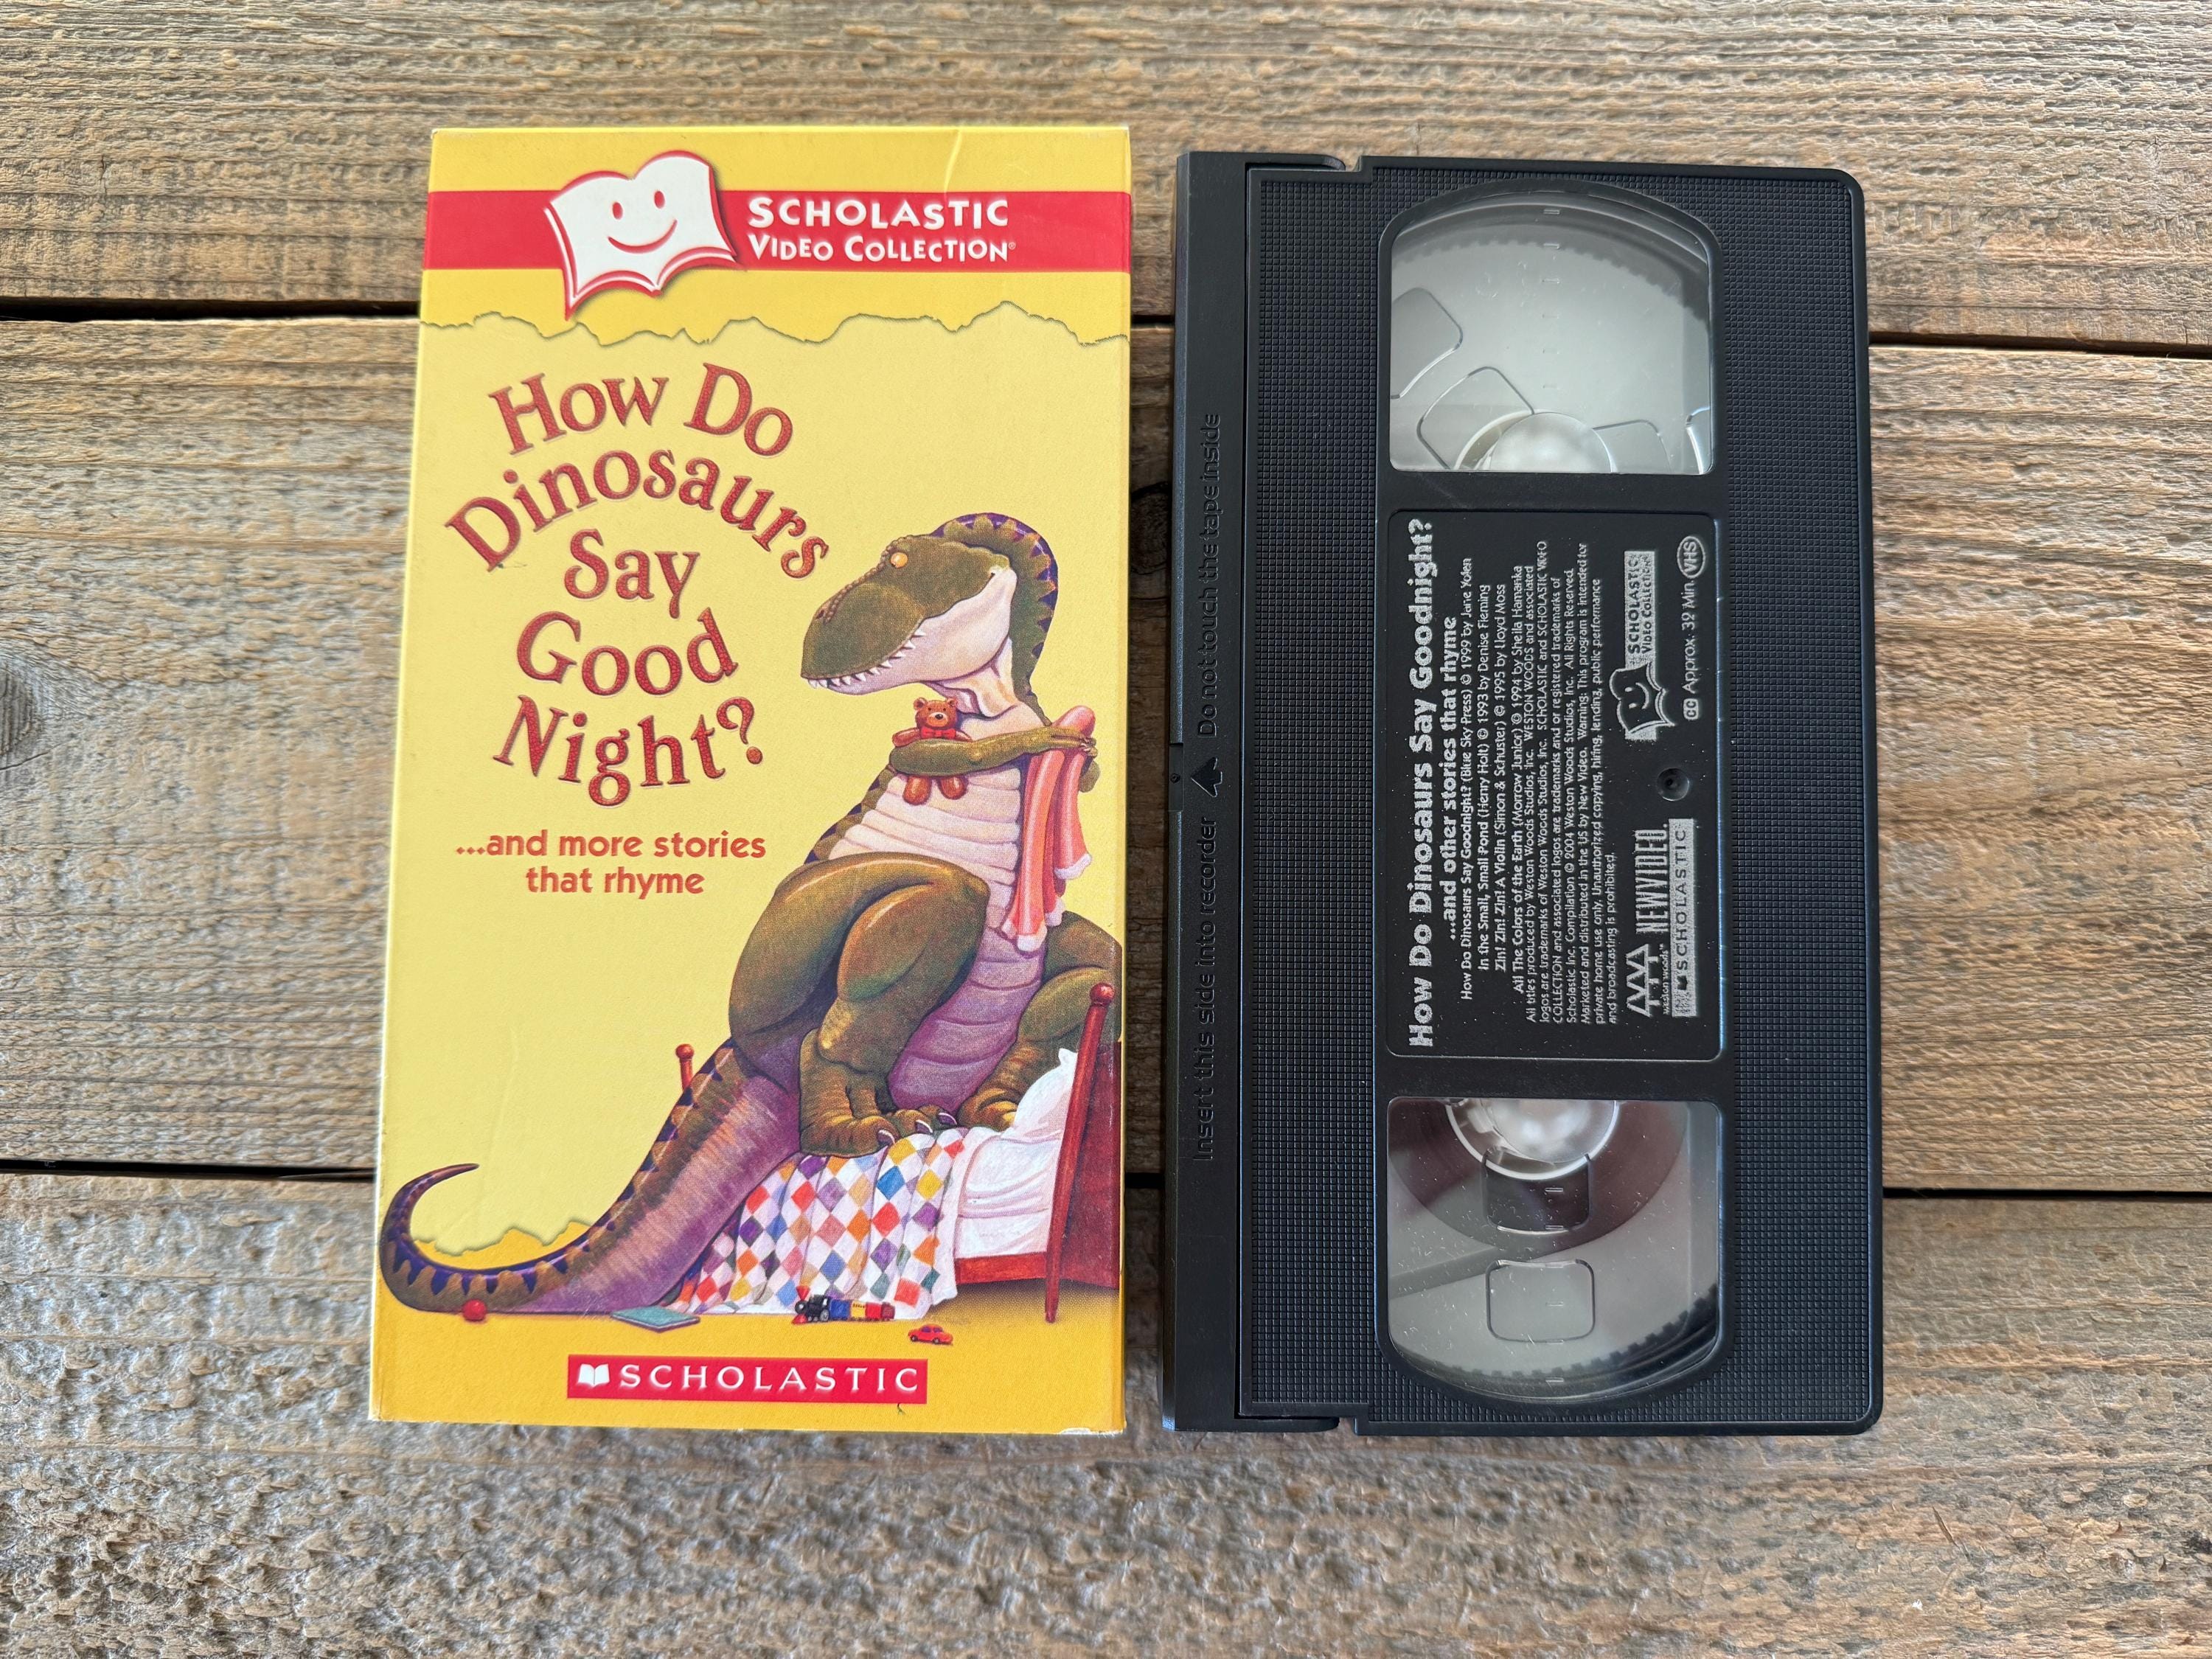 SCHOLASTIC
VIDEO COLLECTION®
How Do
Dinosaurs
Say
Good
Night?
...and more stories
that rhyme
SCHOLASTIC
Do not touch the tape inside
Insert this side into recorder
How Do Dinosaurs Say Goodnight?
...and other stories that rhyme
How Do Dinosaurs Say Goodnight? (Blue Sky Press) © 1999 by Jane Yolen
In the Small, Small Pond (Henry Holt) © 1993 by Denise Fleming
Zin! Zin! Zin! A Violin (Simon & Schuster) © 1995 by Lloyd Moss
All The Colors of the Earth (Morrow Junior) © 1994 by Sheila Hamanka
All titles produced by Weston Woods Studios, Inc. WESTON WOODS and associated
logos are trademarks of Weston Woods Studios, Inc. SCHOLASTIC and SCHOLASTIC VIDEO
COLLECTION and associated logos are trademarks and or registered trademarks of
Scholastic Inc. Compilation © 2004 Weston Woods Studios, Inc. All Rights Reserved.
Marketed and distributed in the US by New Video. Warning: This program is intended for
private home use only. Unauthorized copying, hiring, lending, public performance
and broadcasting is prohibited.
weston woods™
NEWVIDEO
SCHOLASTIC
SCHOLASTIC
VIDEO COLLECTION®
CC Approx. 39 Min. VHS